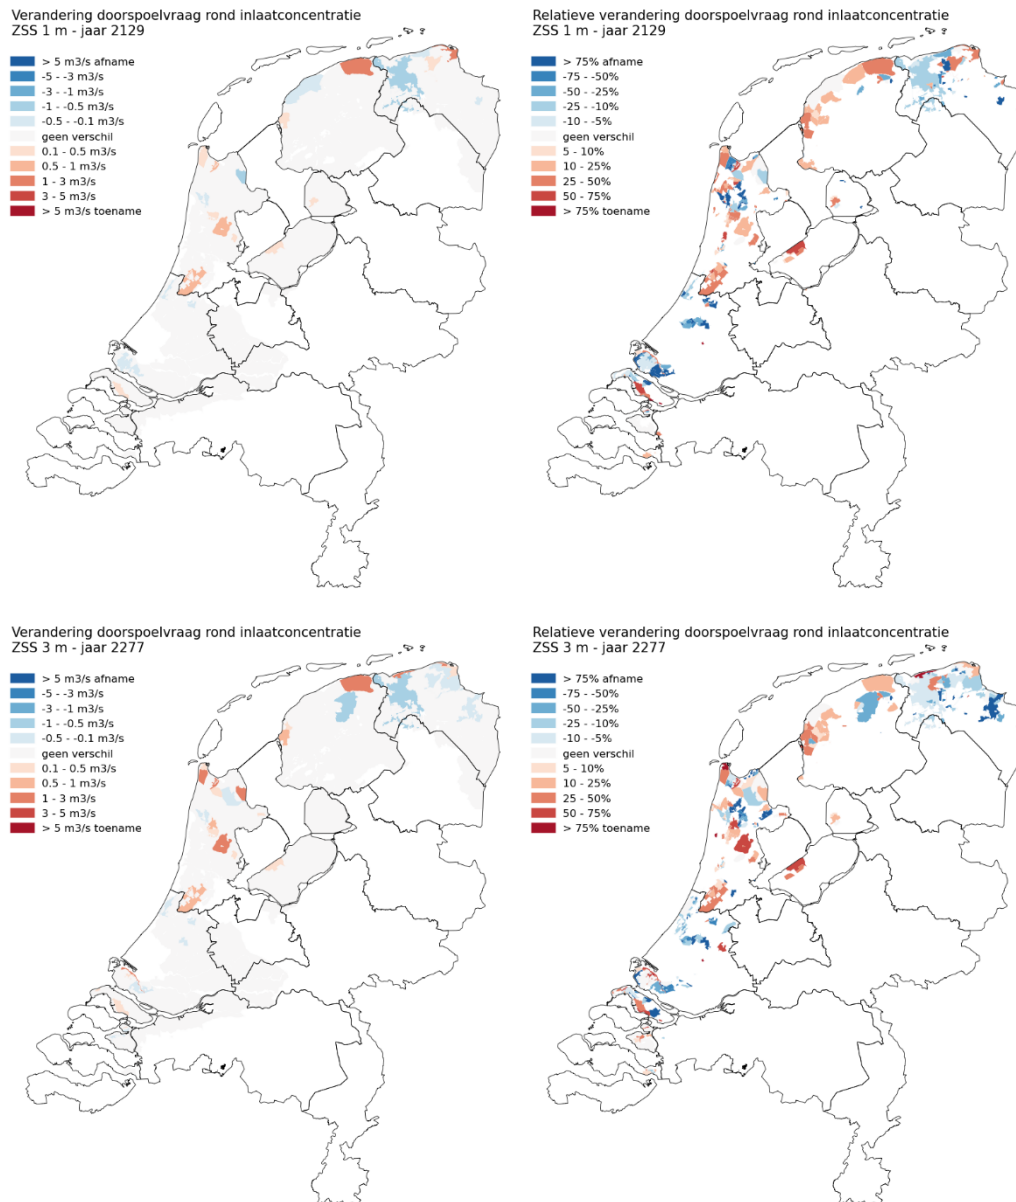 Verandering doorspoelvraag rond inlaatconcentratie
ZSS 1 m - jaar 2129
> 5 m3/s afname
-5 - -3 m3/s
-3 - -1 m3/s
-1 - -0.5 m3/s
-0.5 - -0.1 m3/s
geen verschil
0.1 - 0.5 m3/s
0.5 - 1 m3/s
1 - 3 m3/s
3 - 5 m3/s
> 5 m3/s toename
Relatieve verandering doorspoelvraag rond inlaatconcentratie
ZSS 1 m - jaar 2129
> 75% afname
-75 - -50%
-50 - -25%
-25 - -10%
-10 - -5%
geen verschil
5 - 10%
10 - 25%
25 - 50%
50 - 75%
> 75% toename
Verandering doorspoelvraag rond inlaatconcentratie
ZSS 3 m - jaar 2277
> 5 m3/s afname
-5 - -3 m3/s
-3 - -1 m3/s
-1 - -0.5 m3/s
-0.5 - -0.1 m3/s
geen verschil
0.1 - 0.5 m3/s
0.5 - 1 m3/s
1 - 3 m3/s
3 - 5 m3/s
> 5 m3/s toename
Relatieve verandering doorspoelvraag rond inlaatconcentratie
ZSS 3 m - jaar 2277
> 75% afname
-75 - -50%
-50 - -25%
-25 - -10%
-10 - -5%
geen verschil
5 - 10%
10 - 25%
25 - 50%
50 - 75%
> 75% toename